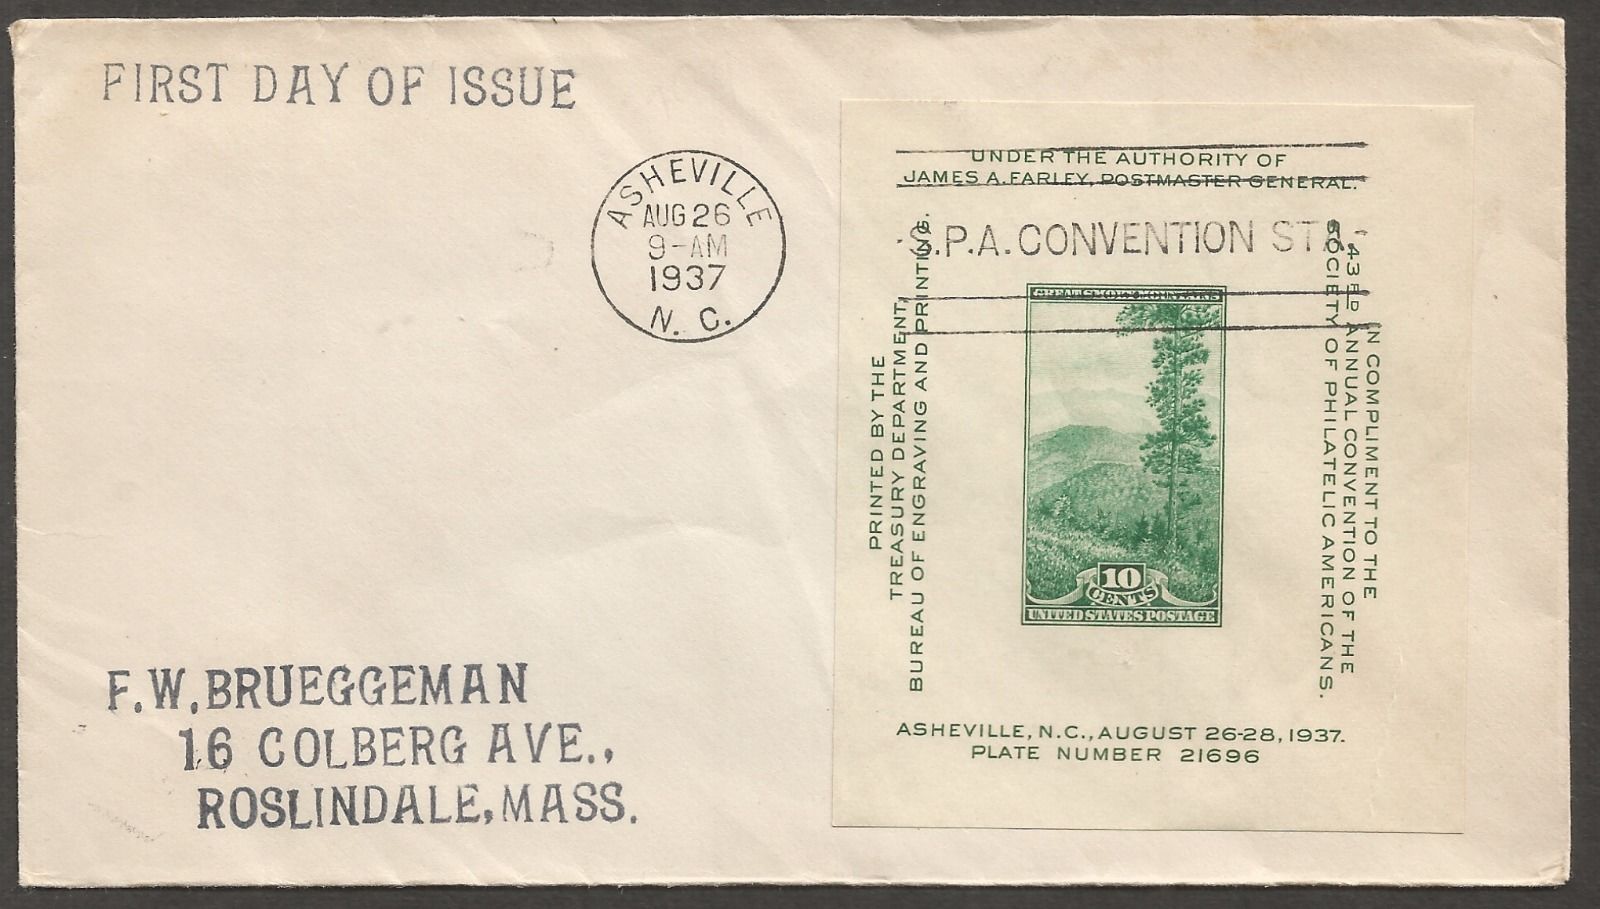 FIRST DAY OF ISSUE
ASHEVILLE
AUG 26
9-AM
1937
N. C.
UNDER THE AUTHORITY OF
JAMES A. FARLEY, POSTMASTER GENERAL.
S.P.A. CONVENTION STA.
PRINTED BY THE
TREASURY DEPARTMENT,
BUREAU OF ENGRAVING AND PRINTING.
GREAT SMOKY MOUNTAINS
10
CENTS
UNITED STATES POSTAGE
IN COMPLIMENT TO THE
43RD ANNUAL CONVENTION OF THE
SOCIETY OF PHILATELIC AMERICANS.
ASHEVILLE, N.C., AUGUST 26-28, 1937.
PLATE NUMBER 21696
F. W. BRUEGGEMAN
16 COLBERG AVE.,
ROSLINDALE, MASS.